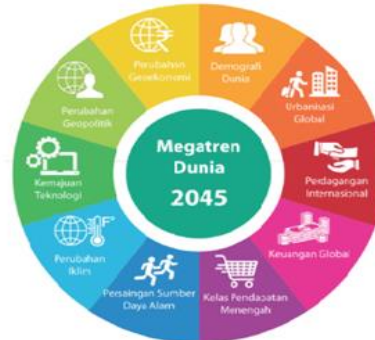 Megatren
Dunia
2045
Demografi
Dunia
Urbanisasi
Global
Perdagangan
Internasional
Keuangan Global
Kelas Pendapatan
Menengah
Persaingan Sumber
Daya Alam
Perubahan
Iklim
Kemajuan
Teknologi
Perubahan
Geopolitik
Perubahan
Geoekonomi